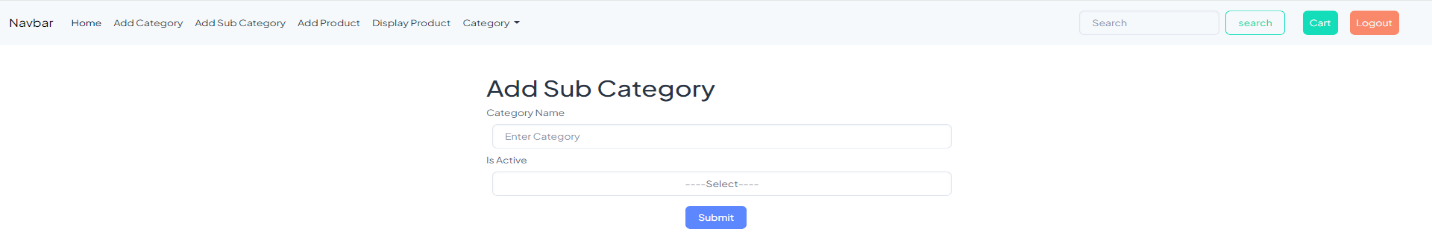 Navbar Home Add Category Add Sub Category Add Product Display Product Category Search search Cart Logout
Add Sub Category
Category Name
Enter Category
Is Active
----Select----
Submit